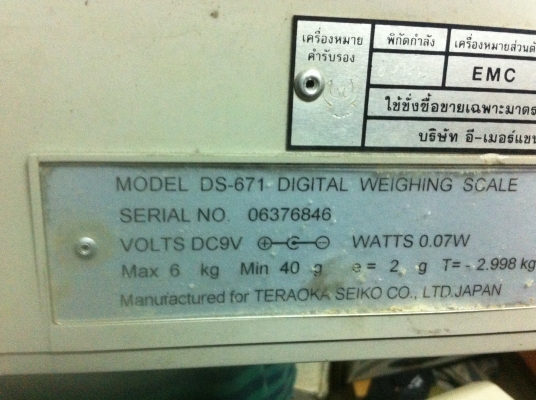 เครื่องหมาย
คำรับรอง
พิกัดกำลัง
เครื่องหมายส่วนตัว
EMC
ใช้ชั่งซื้อขายเฉพาะมาตร
บริษัท อี-เมอร์แชน
MODEL DS-671 DIGITAL WEIGHING SCALE
SERIAL NO. 06376846
VOLTS DC9V WATTS 0.07W
Max 6 kg Min 40 g e = 2 g T= - 2.998 kg
Manufactured for TERAOKA SEIKO CO., LTD.JAPAN